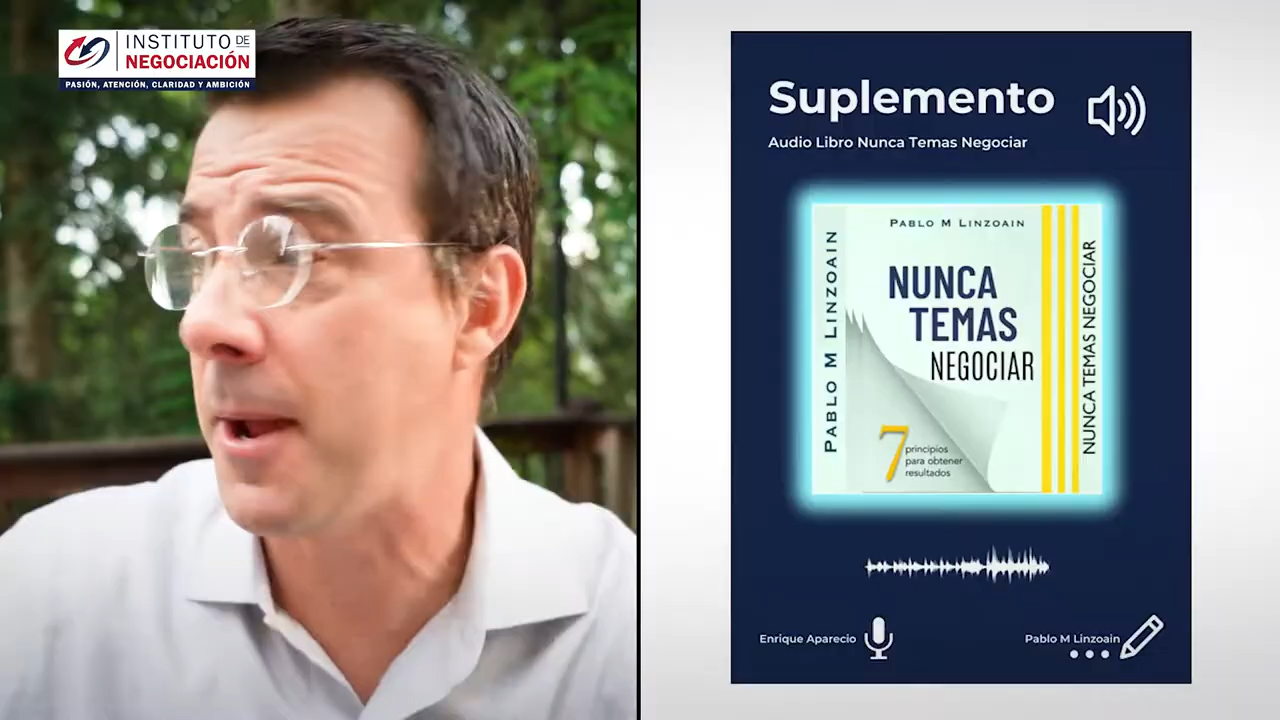 INSTITUTO DE
NEGOCIACIÓN
PASIÓN, ATENCIÓN, CLARIDAD Y AMBICIÓN
Suplemento
Audio Libro Nunca Temas Negociar
PABLO M LINZOAIN
PABLO M LINZOAIN
NUNCA
TEMAS
NEGOCIAR
7 principios
para obtener
resultados
NUNCA TEMAS NEGOCIAR
Enrique Aparecio
Pablo M Linzoain